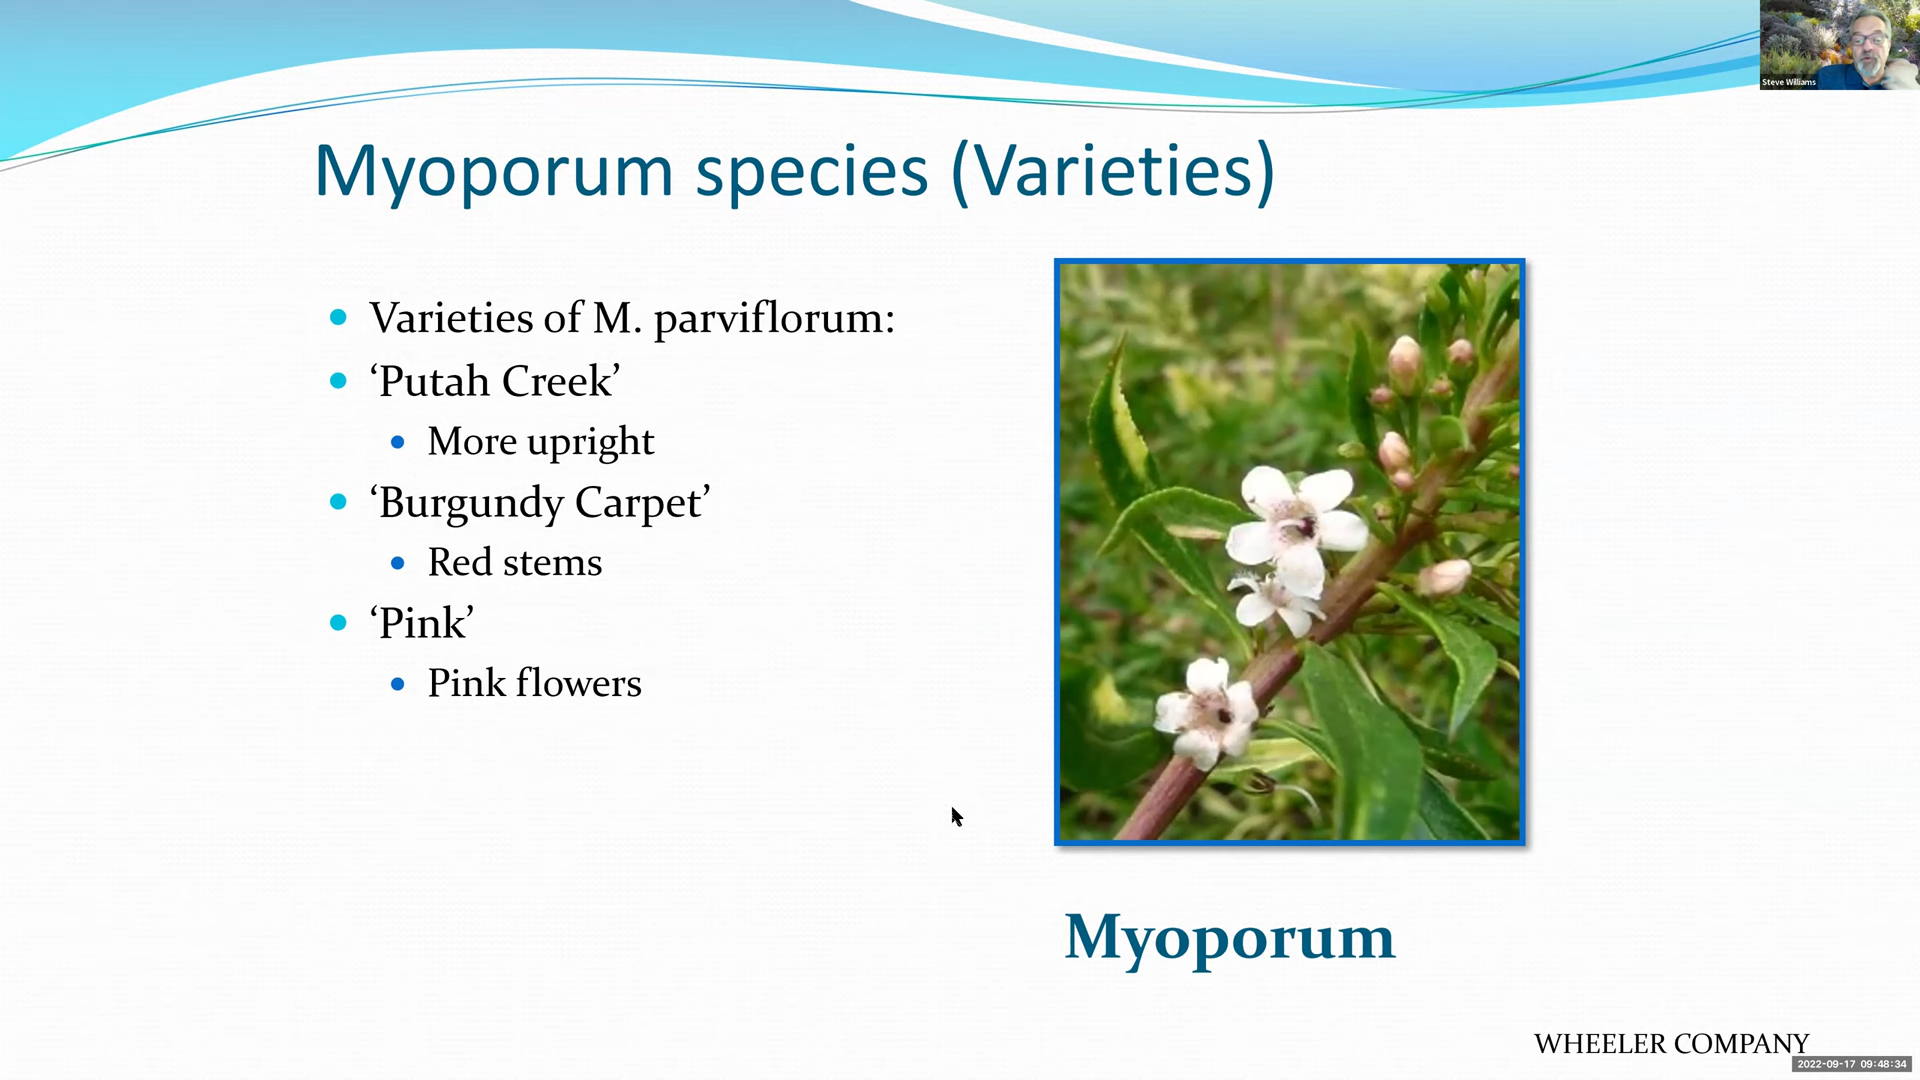 Steve Williams
Myoporum species (Varieties)
Varieties of M. parviflorum:
‘Putah Creek’
More upright
‘Burgundy Carpet’
Red stems
‘Pink’
Pink flowers
Myoporum
WHEELER COMPANY
2022-09-17 09:48:34